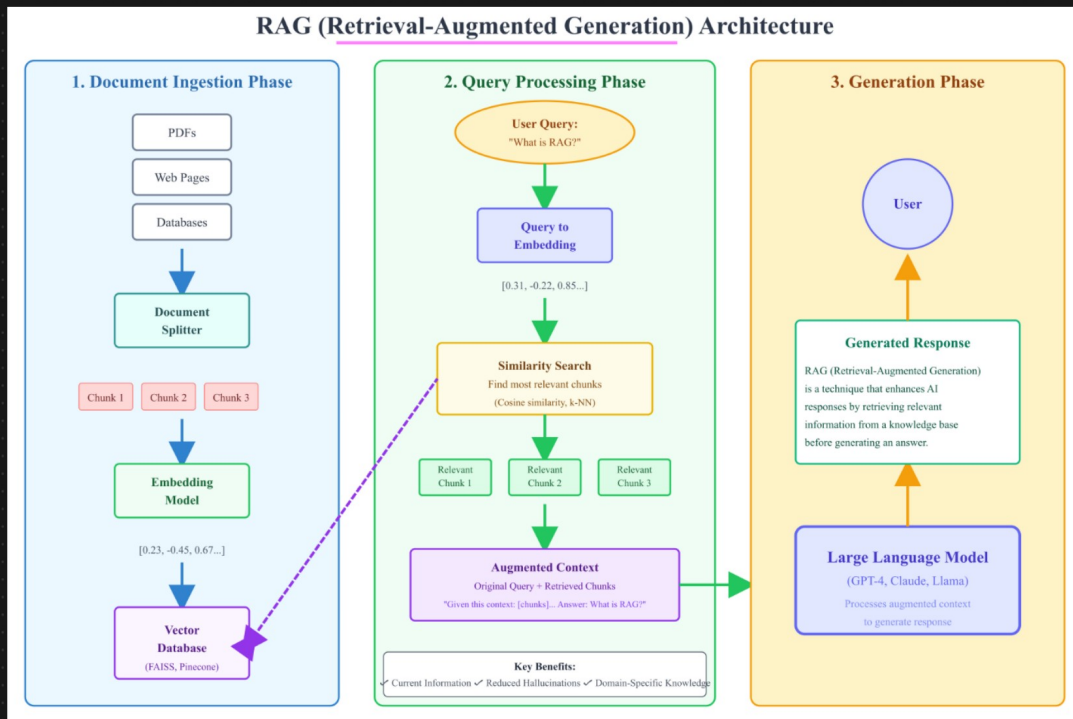 RAG (Retrieval-Augmented Generation) Architecture
1. Document Ingestion Phase
PDFs
Web Pages
Databases
Document
Splitter
Chunk 1
Chunk 2
Chunk 3
Embedding
Model
[0.23, -0.45, 0.67...]
Vector
Database
(FAISS, Pinecone)
2. Query Processing Phase
User Query:
"What is RAG?"
Query to
Embedding
[0.31, -0.22, 0.85...]
Similarity Search
Find most relevant chunks
(Cosine similarity, k-NN)
Relevant
Chunk 1
Relevant
Chunk 2
Relevant
Chunk 3
Augmented Context
Original Query + Retrieved Chunks
"Given this context: [chunks]... Answer: What is RAG?"
Key Benefits:
✓ Current Information ✓ Reduced Hallucinations ✓ Domain-Specific Knowledge
3. Generation Phase
User
Generated Response
RAG (Retrieval-Augmented Generation)
is a technique that enhances AI
responses by retrieving relevant
information from a knowledge base
before generating an answer.
Large Language Model
(GPT-4, Claude, Llama)
Processes augmented context
to generate response